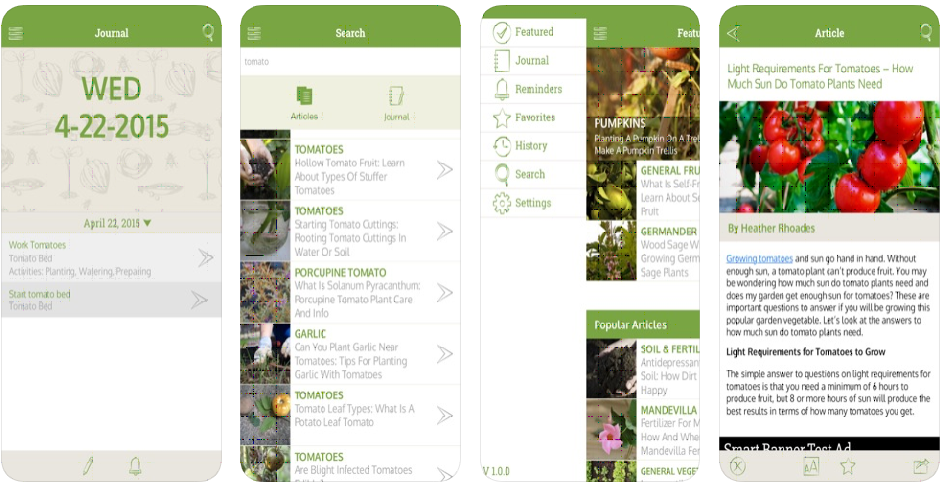 Journal
WED
4-22-2015
April 22, 2015
Work Tomatoes
Tomato Bed
Activities: Planting, Watering, Prepaiing
Start tomato bed
Tomato Bed
Search
tomato
Articles
Journal
TOMATOES
Hollow Tomato Fruit: Learn
About Types Of Stuffer
Tomatoes
TOMATOES
Starting Tomato Cuttings:
Rooting Tomato Cuttings In
Water Or Soil
PORCUPINE TOMATO
What Is Solanum Pyracanthum:
Porcupine Tomato Plant Care
And Info
GARLIC
Can You Plant Garlic Near
Tomatoes: Tips For Planting
Garlic With Tomatoes
TOMATOES
Tomato Leaf Types: What Is A
Potato Leaf Tomato
TOMATOES
Are Blight Infected Tomatoes
Featured
Journal
Reminders
Favorites
History
Search
Settings
V 1.0.0
Featu
PUMPKINS
Planting A Pumpkin On A Trel
Make A Pumpkin Trellis
GENERAL FRU
What Is Self-Fr
Learn About Se
Fruit
GERMANDER
Wood Sage W
Growing Germ
Sage Plants
Popular Articles
SOIL & FERTIL
Antidepressan
Soil: How Dirt
Happy
MANDEVILLA
Fertilizer For M
How And Whe
Mandevilla Fer
GENERAL VEGET
Article
Light Requirements For Tomatoes – How
Much Sun Do Tomato Plants Need
By Heather Rhoades
Growing tomatoes and sun go hand in hand. Without
enough sun, a tomato plant can't produce fruit. You may
be wondering how much sun do tomato plants need and
does my garden get enough sun for tomatoes? These are
important questions to answer if you will be growing this
popular garden vegetable. Let's look at the answers to
how much sun do tomato plants need.
Light Requirements for Tomatoes to Grow
The simple answer to questions on light requirements for
tomatoes is that you need a minimum of 6 hours to
produce fruit, but 8 or more hours of sun will produce the
best results in terms of how many tomatoes you get.
Smart Banner Test Ad
AA